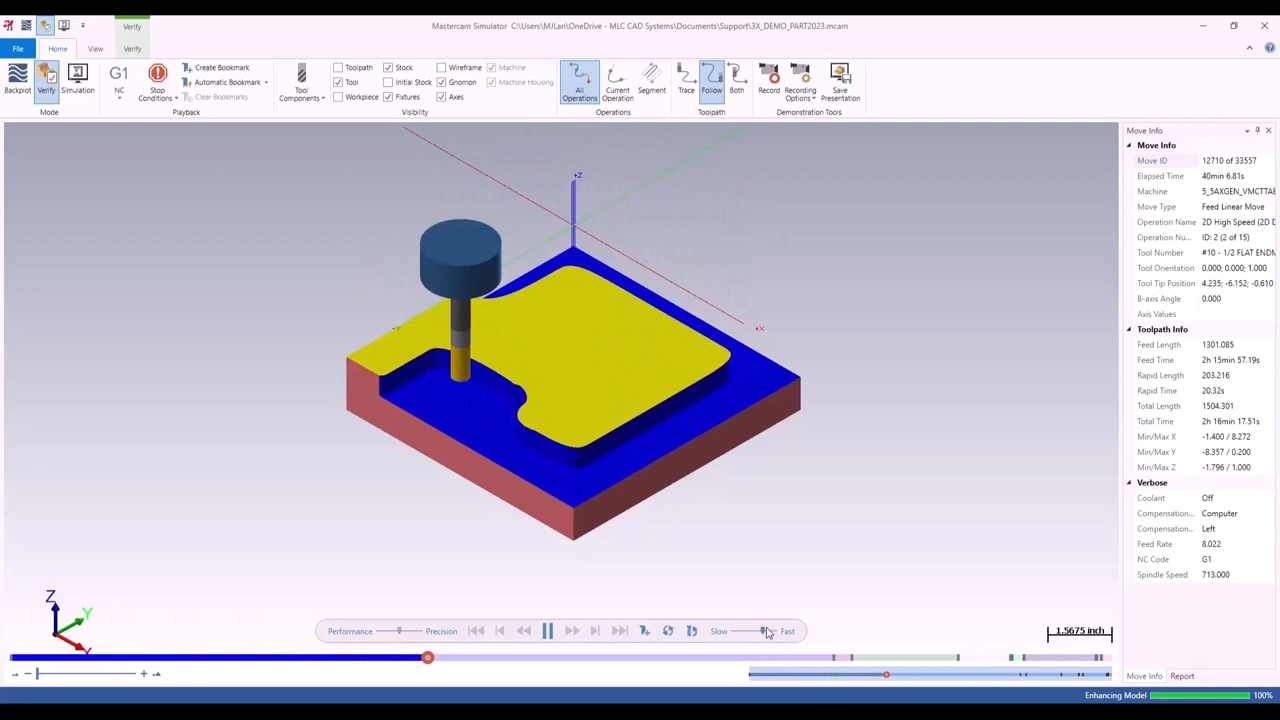 Verify
Mastercam Simulator C:\Users\MJLan\OneDrive - MLC CAD Systems\Documents\Support\3X_DEMO_PART2023.mcam
File Home View Verify
Backplot Verify Simulation
Mode
G1
NC
Stop Conditions
Create Bookmark
Automatic Bookmark
Clear Bookmarks
Playback
Tool Components
Toolpath Stock Wireframe Machine
Tool Initial Stock Gnomon Machine Housing
Workpiece Fixtures Axes
Visibility
All Operations Current Operation Segment
Operations
Trace Follow Both
Toolpath
Record Recording Options Save Presentation
Demonstration Tools
+Z
-Y
+X
Z
Y
X
Performance Precision Slow Fast
1.5675 inch
Move Info
Move Info
Move ID 12710 of 33557
Elapsed Time 40min 6.81s
Machine 5_5AXGEN_VMCTTAB
Move Type Feed Linear Move
Operation Name 2D High Speed (2D D
Operation Nu... ID: 2 (2 of 15)
Tool Number #10 - 1/2 FLAT ENDM
Tool Orientation 0.000; 0.000; 1.000
Tool Tip Position 4.235; -6.152; -0.610
B-axis Angle 0.000
Axis Values
Toolpath Info
Feed Length 1301.085
Feed Time 2h 15min 57.19s
Rapid Length 203.216
Rapid Time 20.32s
Total Length 1504.301
Total Time 2h 16min 17.51s
Min/Max X -1.400 / 8.272
Min/Max Y -8.357 / 0.200
Min/Max Z -1.796 / 1.000
Verbose
Coolant Off
Compensation... Computer
Compensation... Left
Feed Rate 8.022
NC Code G1
Spindle Speed 713.000
Move Info Report
Enhancing Model 100%